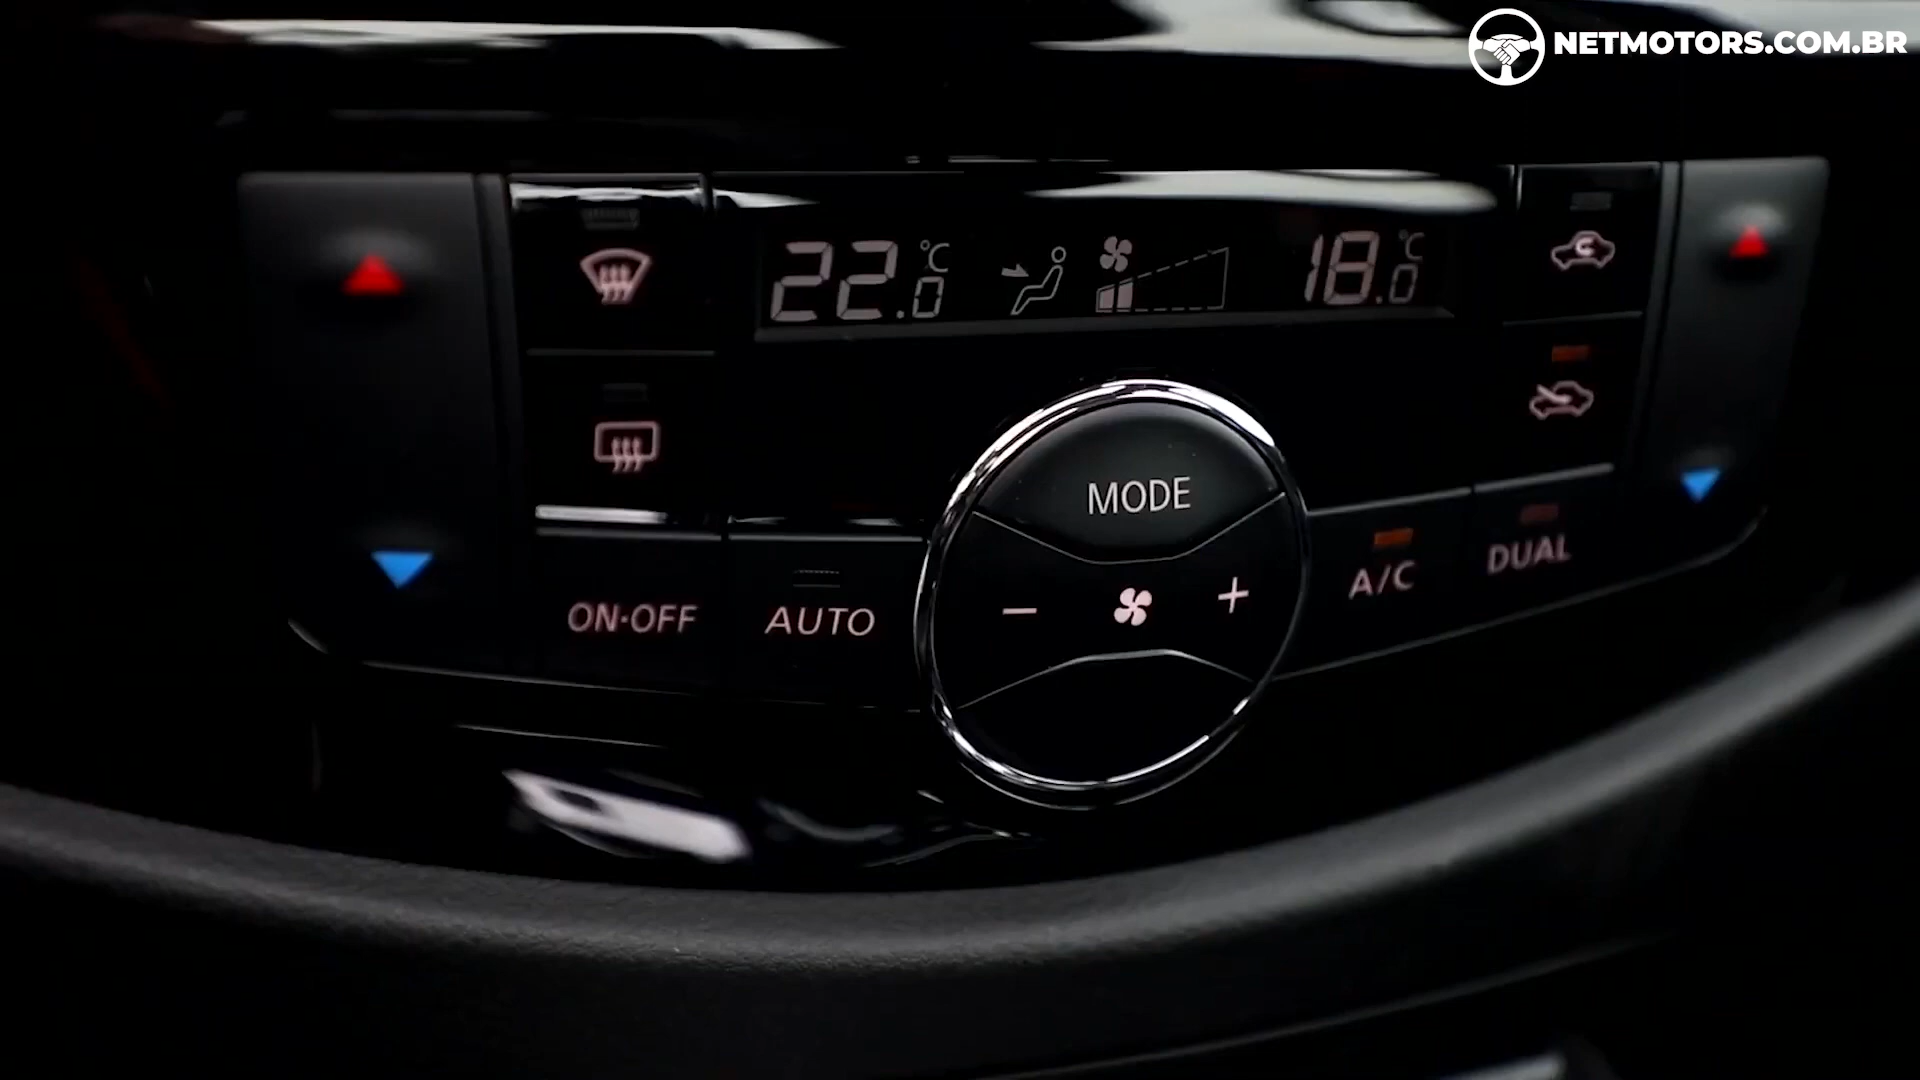 NETMOTORS.COM.BR
22.0 °C 18.0 °C
MODE
ON·OFF AUTO − + A/C DUAL